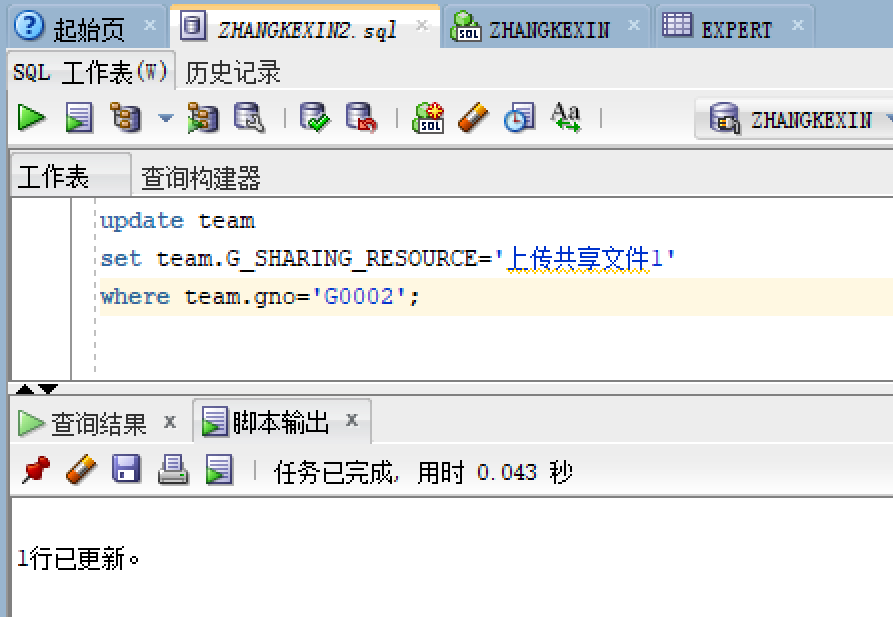 起始页 ZHANGKEXIN2.sql ZHANGKEXIN EXPERT
SQL 工作表(W) 历史记录
SQL Aa ZHANGKEXIN
工作表 查询构建器
update team
set team.G_SHARING_RESOURCE='上传共享文件1'
where team.gno='G0002';
查询结果 x 脚本输出 x
任务已完成, 用时 0.043 秒
1行已更新。